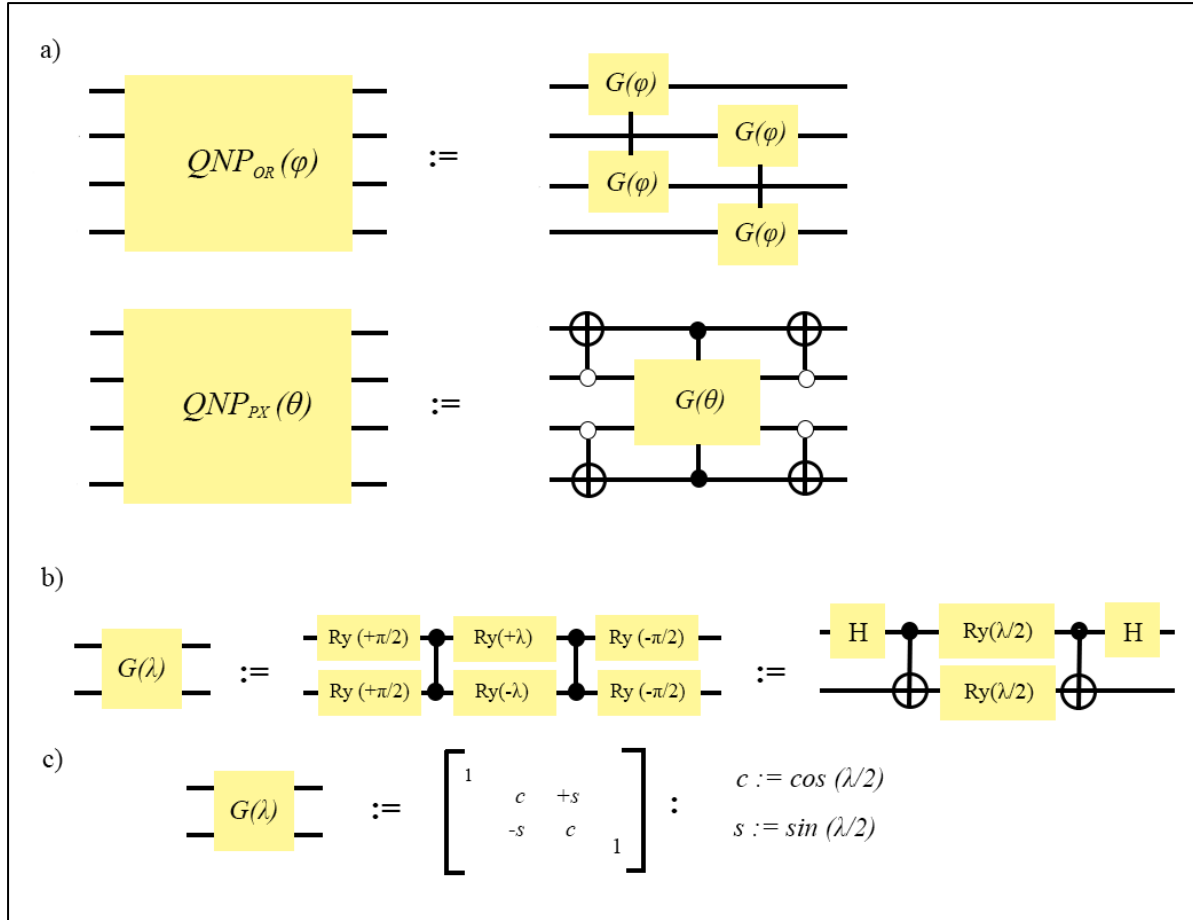 a)
QNP_OR (φ) := G(φ) G(φ)
G(φ) G(φ)
QNP_PX (θ) := G(θ)
b)
G(λ) := Ry (+π/2) Ry(+λ) Ry (-π/2) := H Ry(λ/2) H
Ry (+π/2) Ry(-λ) Ry (-π/2) Ry(λ/2)
c)
G(λ) := 1 : c := cos (λ/2)
c +s
-s c s := sin (λ/2)
1